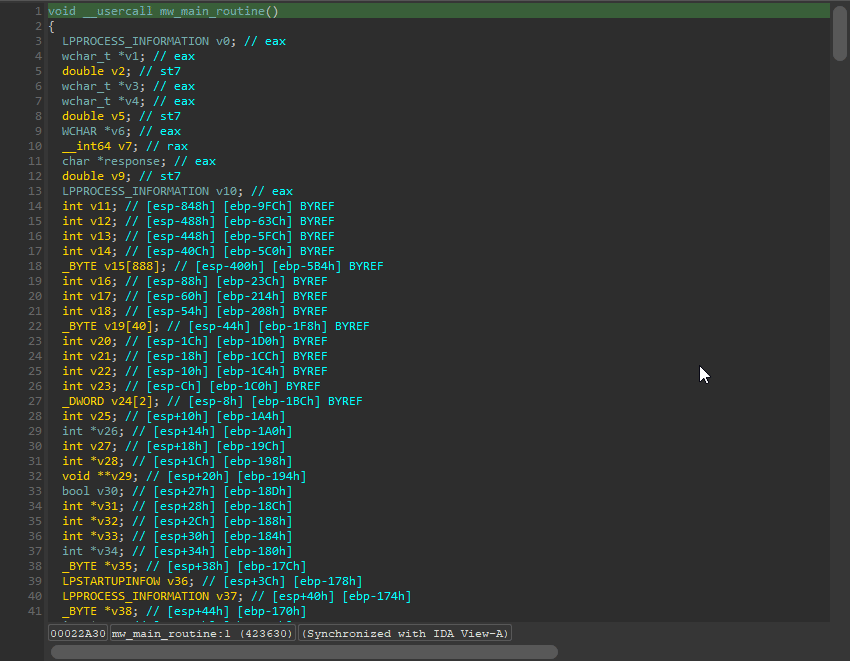 1 void __usercall mw_main_routine()
2 {
3 LPPROCESS_INFORMATION v0; // eax
4 wchar_t *v1; // eax
5 double v2; // st7
6 wchar_t *v3; // eax
7 wchar_t *v4; // eax
8 double v5; // st7
9 WCHAR *v6; // eax
10 __int64 v7; // rax
11 char *response; // eax
12 double v9; // st7
13 LPPROCESS_INFORMATION v10; // eax
14 int v11; // [esp-848h] [ebp-9FCh] BYREF
15 int v12; // [esp-488h] [ebp-63Ch] BYREF
16 int v13; // [esp-448h] [ebp-5FCh] BYREF
17 int v14; // [esp-40Ch] [ebp-5C0h] BYREF
18 _BYTE v15[888]; // [esp-400h] [ebp-5B4h] BYREF
19 int v16; // [esp-88h] [ebp-23Ch] BYREF
20 int v17; // [esp-60h] [ebp-214h] BYREF
21 int v18; // [esp-54h] [ebp-208h] BYREF
22 _BYTE v19[40]; // [esp-44h] [ebp-1F8h] BYREF
23 int v20; // [esp-1Ch] [ebp-1D0h] BYREF
24 int v21; // [esp-18h] [ebp-1CCh] BYREF
25 int v22; // [esp-10h] [ebp-1C4h] BYREF
26 int v23; // [esp-Ch] [ebp-1C0h] BYREF
27 _DWORD v24[2]; // [esp-8h] [ebp-1BCh] BYREF
28 int v25; // [esp+10h] [ebp-1A4h]
29 int *v26; // [esp+14h] [ebp-1A0h]
30 int v27; // [esp+18h] [ebp-19Ch]
31 int *v28; // [esp+1Ch] [ebp-198h]
32 void **v29; // [esp+20h] [ebp-194h]
33 bool v30; // [esp+27h] [ebp-18Dh]
34 int *v31; // [esp+28h] [ebp-18Ch]
35 int *v32; // [esp+2Ch] [ebp-188h]
36 int *v33; // [esp+30h] [ebp-184h]
37 int *v34; // [esp+34h] [ebp-180h]
38 _BYTE *v35; // [esp+38h] [ebp-17Ch]
39 LPSTARTUPINFOW v36; // [esp+3Ch] [ebp-178h]
40 LPPROCESS_INFORMATION v37; // [esp+40h] [ebp-174h]
41 _BYTE *v38; // [esp+44h] [ebp-170h]
00022A30 mw_main_routine:1 (423630) (Synchronized with IDA View-A)